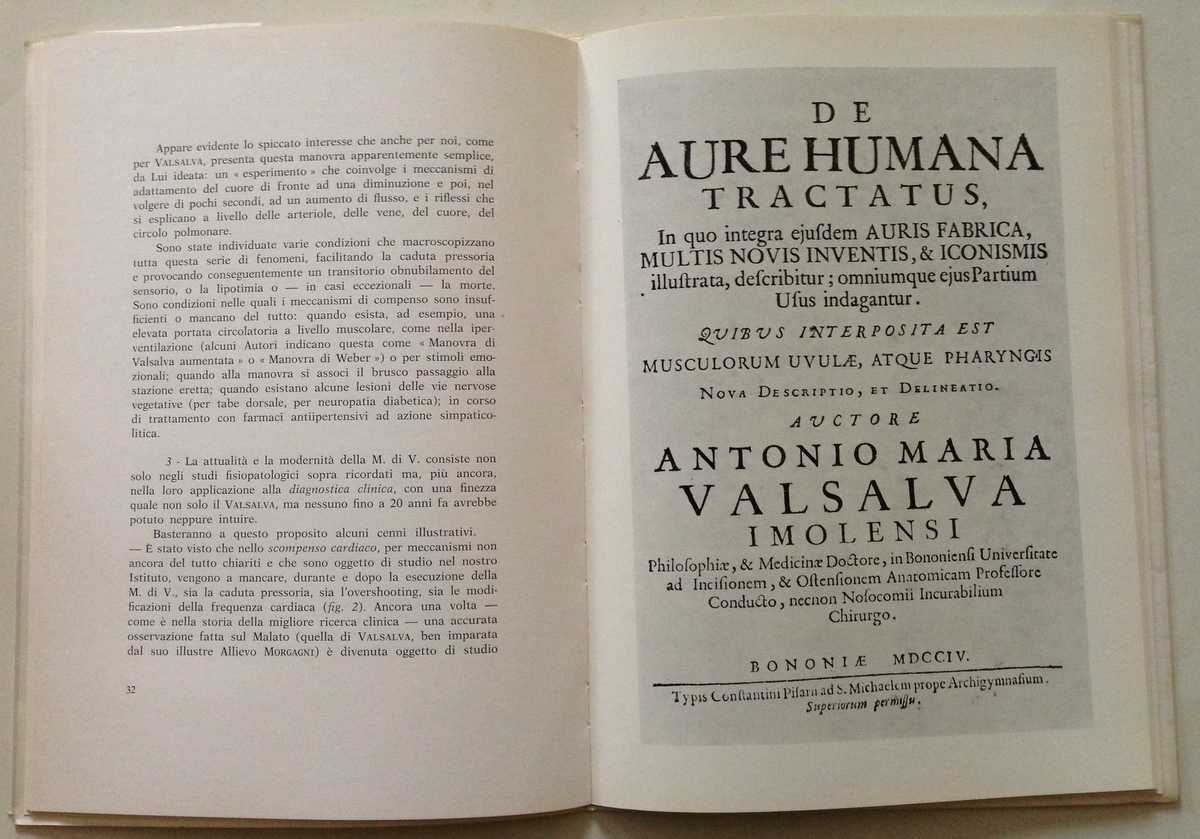 Appare evidente lo spiccato interesse che anche per noi, come
per VALSALVA, presenta questa manovra apparentemente semplice,
da Lui ideata: un « esperimento » che coinvolge i meccanismi di
adattamento del cuore di fronte ad una diminuzione e poi, nel
volgere di pochi secondi, ad un aumento di flusso, e i riflessi che
si esplicano a livello delle arteriole, delle vene, del cuore, del
circolo polmonare.
Sono state individuate varie condizioni che macroscopizzano
tutta questa serie di fenomeni, facilitando la caduta pressoria
e provocando conseguentemente un transitorio obnubilamento del
sensorio, o la lipotimia o — in casi eccezionali — la morte.
Sono condizioni nelle quali i meccanismi di compenso sono insuf-
ficienti o mancano del tutto: quando esista, ad esempio, una
elevata portata circolatoria a livello muscolare, come nella iper-
ventilazione (alcuni Autori indicano questa come « Manovra di
Valsalva aumentata » o « Manovra di Weber ») o per stimoli emo-
zionali; quando alla manovra si associ il brusco passaggio alla
stazione eretta; quando esistano alcune lesioni delle vie nervose
vegetative (per tabe dorsale, per neuropatia diabetica); in corso
di trattamento con farmaci antiipertensivi ad azione simpatico-
litica.
3 - La attualità e la modernità della M. di V. consiste non
solo negli studi fisiopatologici sopra ricordati ma, più ancora,
nella loro applicazione alla diagnostica clinica, con una finezza
quale non solo il VALSALVA, ma nessuno fino a 20 anni fa avrebbe
potuto neppure intuire.
Basteranno a questo proposito alcuni cenni illustrativi.
— E stato visto che nello scompenso cardiaco, per meccanismi non
ancora del tutto chiariti e che sono oggetto di studio nel nostro
Istituto, vengono a mancare, durante e dopo la esecuzione della
M. di V., sia la caduta pressoria, sia l'overshooting, sia le modi-
ficazioni della frequenza cardiaca (fig. 2). Ancora una volta —
come è nella storia della migliore ricerca clinica — una accurata
osservazione fatta sul Malato (quella di VALSALVA, ben imparata
dal suo illustre Allievo MORGAGNI) è divenuta oggetto di studio
32
DE
AURE HUMANA
TRACTATUS,
In quo integra ejuſdem AURIS FABRICA,
MULTIS NOVIS INVENTIS, & ICONISMIS
illuſtrata, deſcribitur ; omniumque ejus Partium
Uſus indagantur .
QUIBUS INTERPOSITA EST
MUSCULORUM UVULÆ, ATQUE PHARYNGIS
NOVA DESCRIPTIO, ET DELINEATIO.
AUCTORE
ANTONIO MARIA
VALSALVA
IMOLENSI
Philoſophiæ, & Medicinæ Doctore, in Bononienſi Univerſitate
ad Inciſionem, & Oſtenſionem Anatomicam Profeſſore
Conducto, necnon Noſocomii Incurabilium
Chirurgo.
BONONIÆ MDCCIV.
Typis Conſtantini Piſarii ad S. Michaelem prope Archigymnaſium.
Superiorum permiſſu.